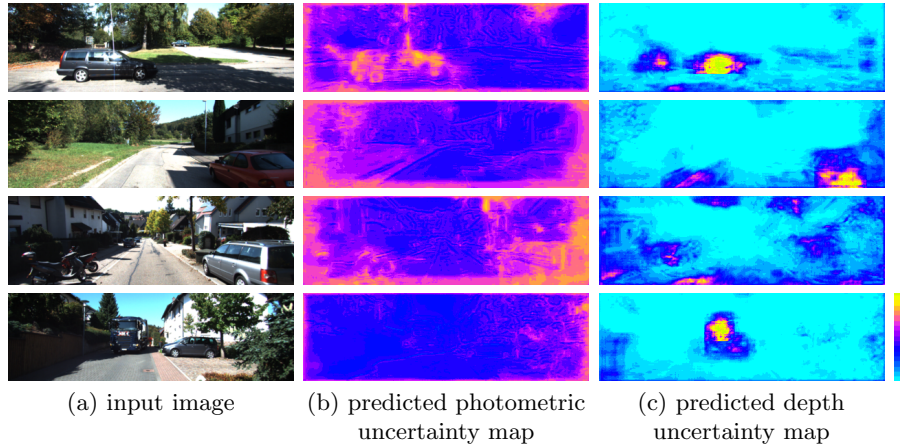 (a) input image
(b) predicted photometric
uncertainty map
(c) predicted depth
uncertainty map